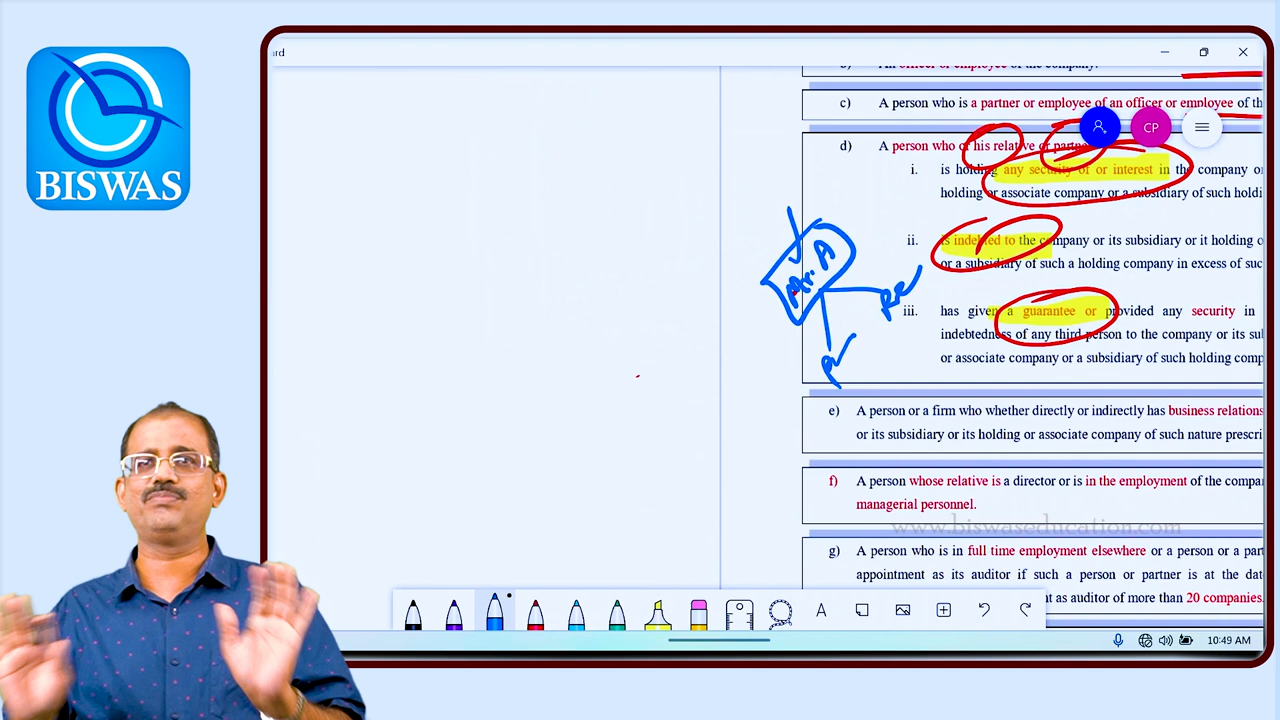 BISWAS
ard
b) An officer or employee of the company.
c) A person who is a partner or employee of an officer or employee of th
CP
d) A person who or his relative or partne
i. is holding any security of or interest in the company o
holding or associate company or a subsidiary of such holdi
ii. is indebted to the company or its subsidiary or it holding o
or a subsidiary of such a holding company in excess of suc
Mr. A
iii. has given a guarantee or provided any security in
indebtedness of any third person to the company or its su
or associate company or a subsidiary of such holding comp
e) A person or a firm who whether directly or indirectly has business relations
or its subsidiary or its holding or associate company of such nature prescri
f) A person whose relative is a director or is in the employment of the compa
managerial personnel.
www.biswaseducation.com
g) A person who is in full time employment elsewhere or a person or a part
appointment as its auditor if such a person or partner is at the dat
nt as auditor of more than 20 companies.
A
10:49 AM